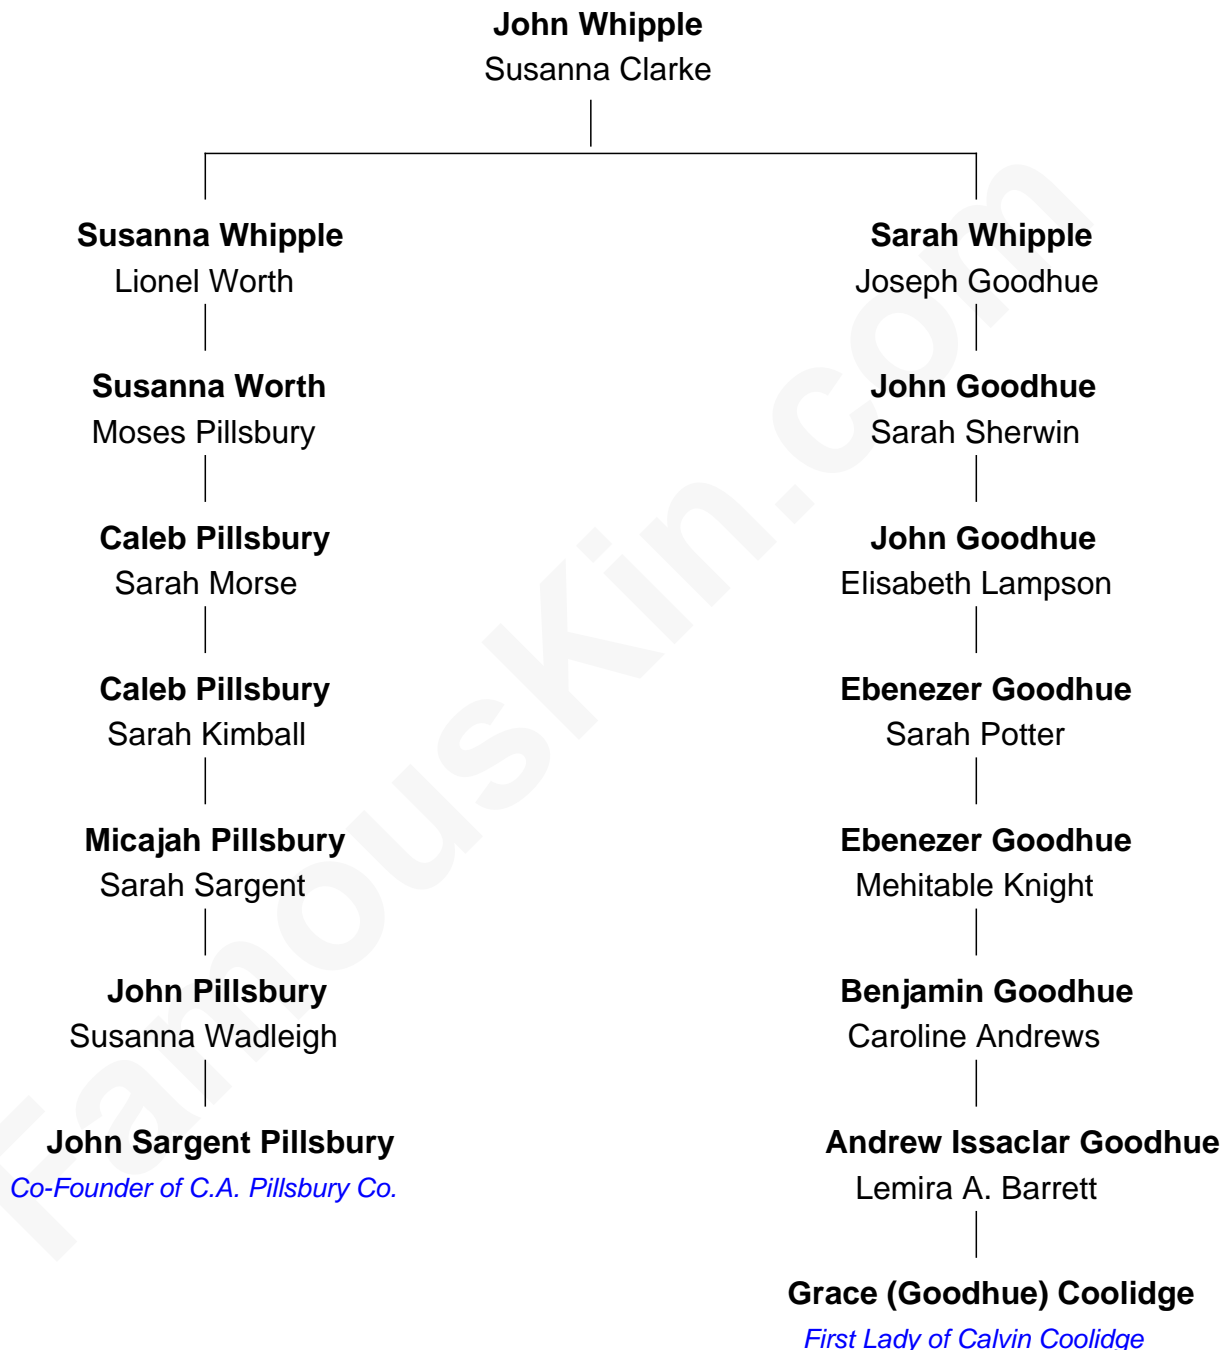 John Whipple
Susanna Clarke
Susanna Whipple
Lionel Worth
Sarah Whipple
Joseph Goodhue
Susanna Worth
Moses Pillsbury
John Goodhue
Sarah Sherwin
Caleb Pillsbury
Sarah Morse
John Goodhue
Elisabeth Lampson
Caleb Pillsbury
Sarah Kimball
Ebenezer Goodhue
Sarah Potter
Micajah Pillsbury
Sarah Sargent
Ebenezer Goodhue
Mehitable Knight
John Pillsbury
Susanna Wadleigh
Benjamin Goodhue
Caroline Andrews
John Sargent Pillsbury
Co-Founder of C.A. Pillsbury Co.
Andrew Issaclar Goodhue
Lemira A. Barrett
Grace (Goodhue) Coolidge
First Lady of Calvin Coolidge
FamousKin.com